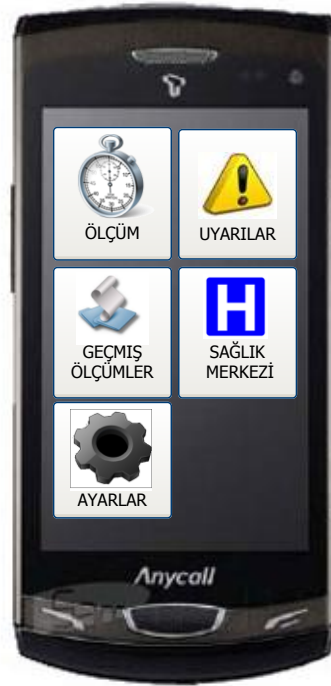 ÖLÇÜM
UYARILAR
GEÇMIŞ
ÖLÇÜMLER
SAĞLIK
MERKEZİ
AYARLAR
Anycall